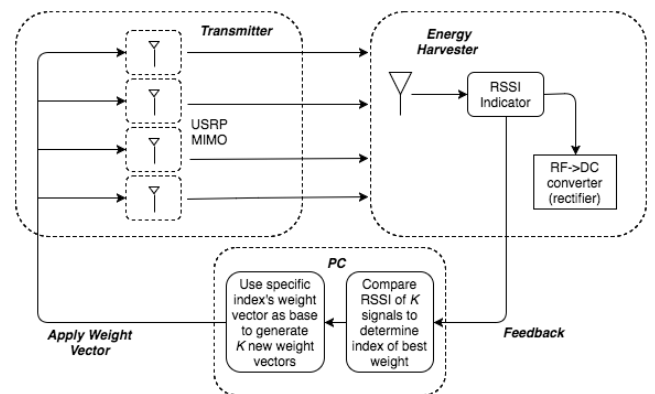 Transmitter
USRP
MIMO
Energy
Harvester
RSSI
Indicator
RF->DC
converter
(rectifier)
PC
Use specific
index's weight
vector as base
to generate
K new weight
vectors
Compare
RSSI of K
signals to
determine
index of best
weight
Apply Weight
Vector
Feedback